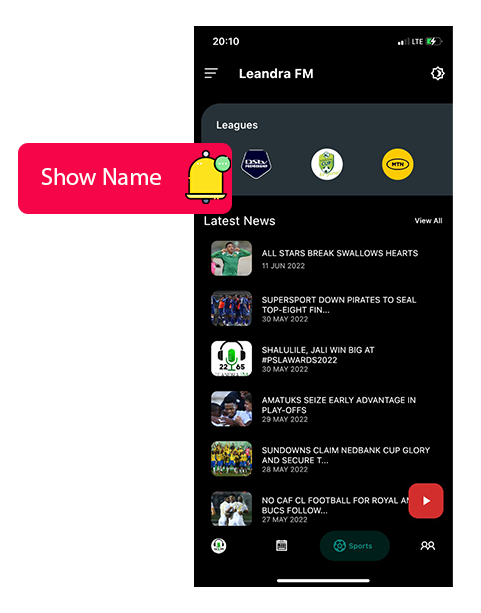 20:10
LTE
Leandra FM
Leagues
DStv
PREMIERSHIP
CUP
MTN
Show Name
Latest News
View All
ALL STARS BREAK SWALLOWS HEARTS
11 JUN 2022
SUPERSPORT DOWN PIRATES TO SEAL
TOP-EIGHT FIN...
30 MAY 2022
SHALULILE, JALI WIN BIG AT
#PSLAWARDS2022
30 MAY 2022
22 65
AMATUKS SEIZE EARLY ADVANTAGE IN
PLAY-OFFS
29 MAY 2022
SUNDOWNS CLAIM NEDBANK CUP GLORY
AND SECURE T...
28 MAY 2022
NO CAF CL FOOTBALL FOR ROYAL
BUCS FOLLOW...
27 MAY 2022
Sports